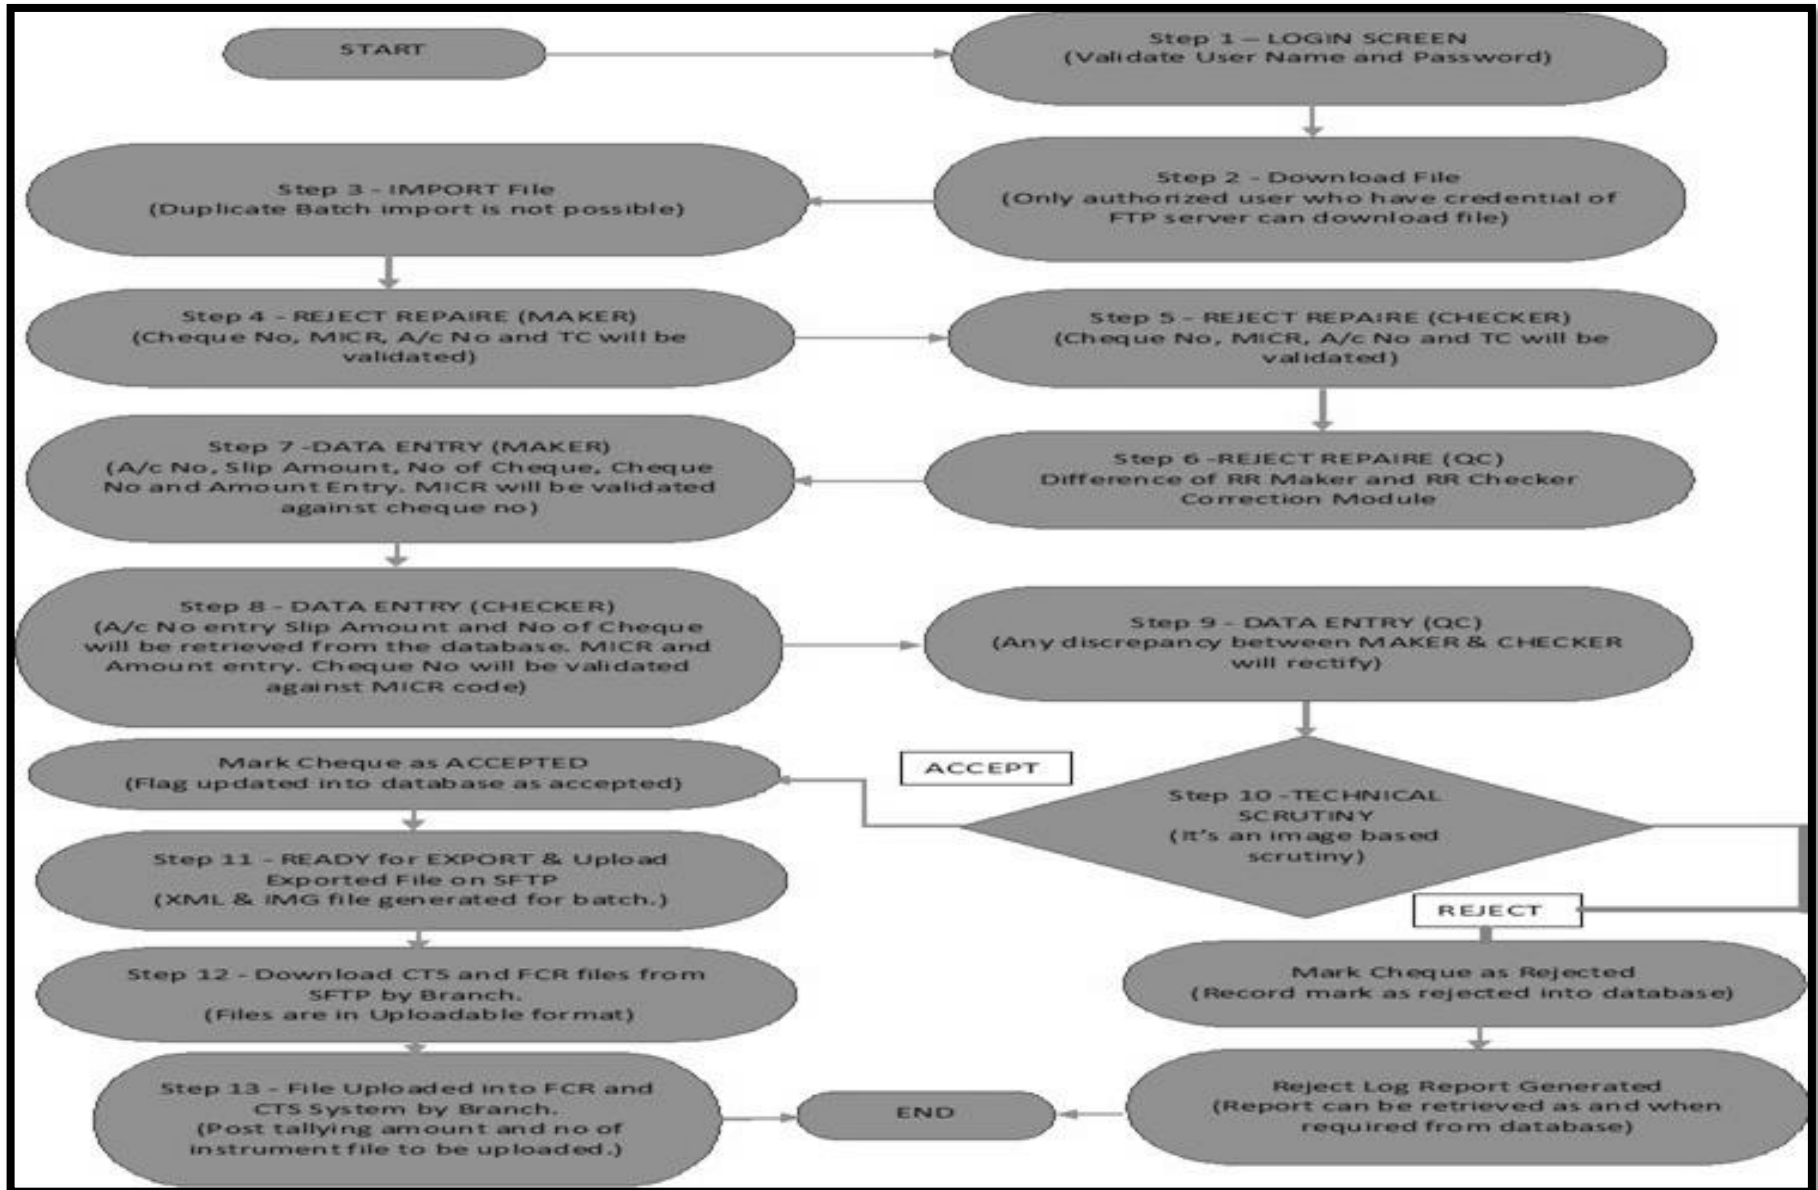 START
Step 1 – LOGIN SCREEN
(Validate User Name and Password)
Step 2 - Download File
(Only authorized user who have credential of
FTP server can download file)
Step 3 - IMPORT File
(Duplicate Batch import is not possible)
Step 4 - REJECT REPAIRE (MAKER)
(Cheque No, MICR, A/c No and TC will be
validated)
Step 5 - REJECT REPAIRE (CHECKER)
(Cheque No, MICR, A/c No and TC will be
validated)
Step 6 -REJECT REPAIRE (QC)
Difference of RR Maker and RR Checker
Correction Module
Step 7 -DATA ENTRY (MAKER)
(A/c No, Slip Amount, No of Cheque, Cheque
No and Amount Entry. MICR will be validated
against cheque no)
Step 8 - DATA ENTRY (CHECKER)
(A/c No entry Slip Amount and No of Cheque
will be retrieved from the database. MICR and
Amount entry. Cheque No will be validated
against MICR code)
Step 9 - DATA ENTRY (QC)
(Any discrepancy between MAKER & CHECKER
will rectify)
Step 10 -TECHNICAL
SCRUTINY
(It's an image based
scrutiny)
ACCEPT
Mark Cheque as ACCEPTED
(Flag updated into database as accepted)
Step 11 - READY for EXPORT & Upload
Exported File on SFTP
(XML & IMG file generated for batch.)
Step 12 - Download CTS and FCR files from
SFTP by Branch.
(Files are in Uploadable format)
Step 13 - File Uploaded into FCR and
CTS System by Branch.
(Post tallying amount and no of
instrument file to be uploaded.)
REJECT
Mark Cheque as Rejected
(Record mark as rejected into database)
Reject Log Report Generated
(Report can be retrieved as and when
required from database)
END